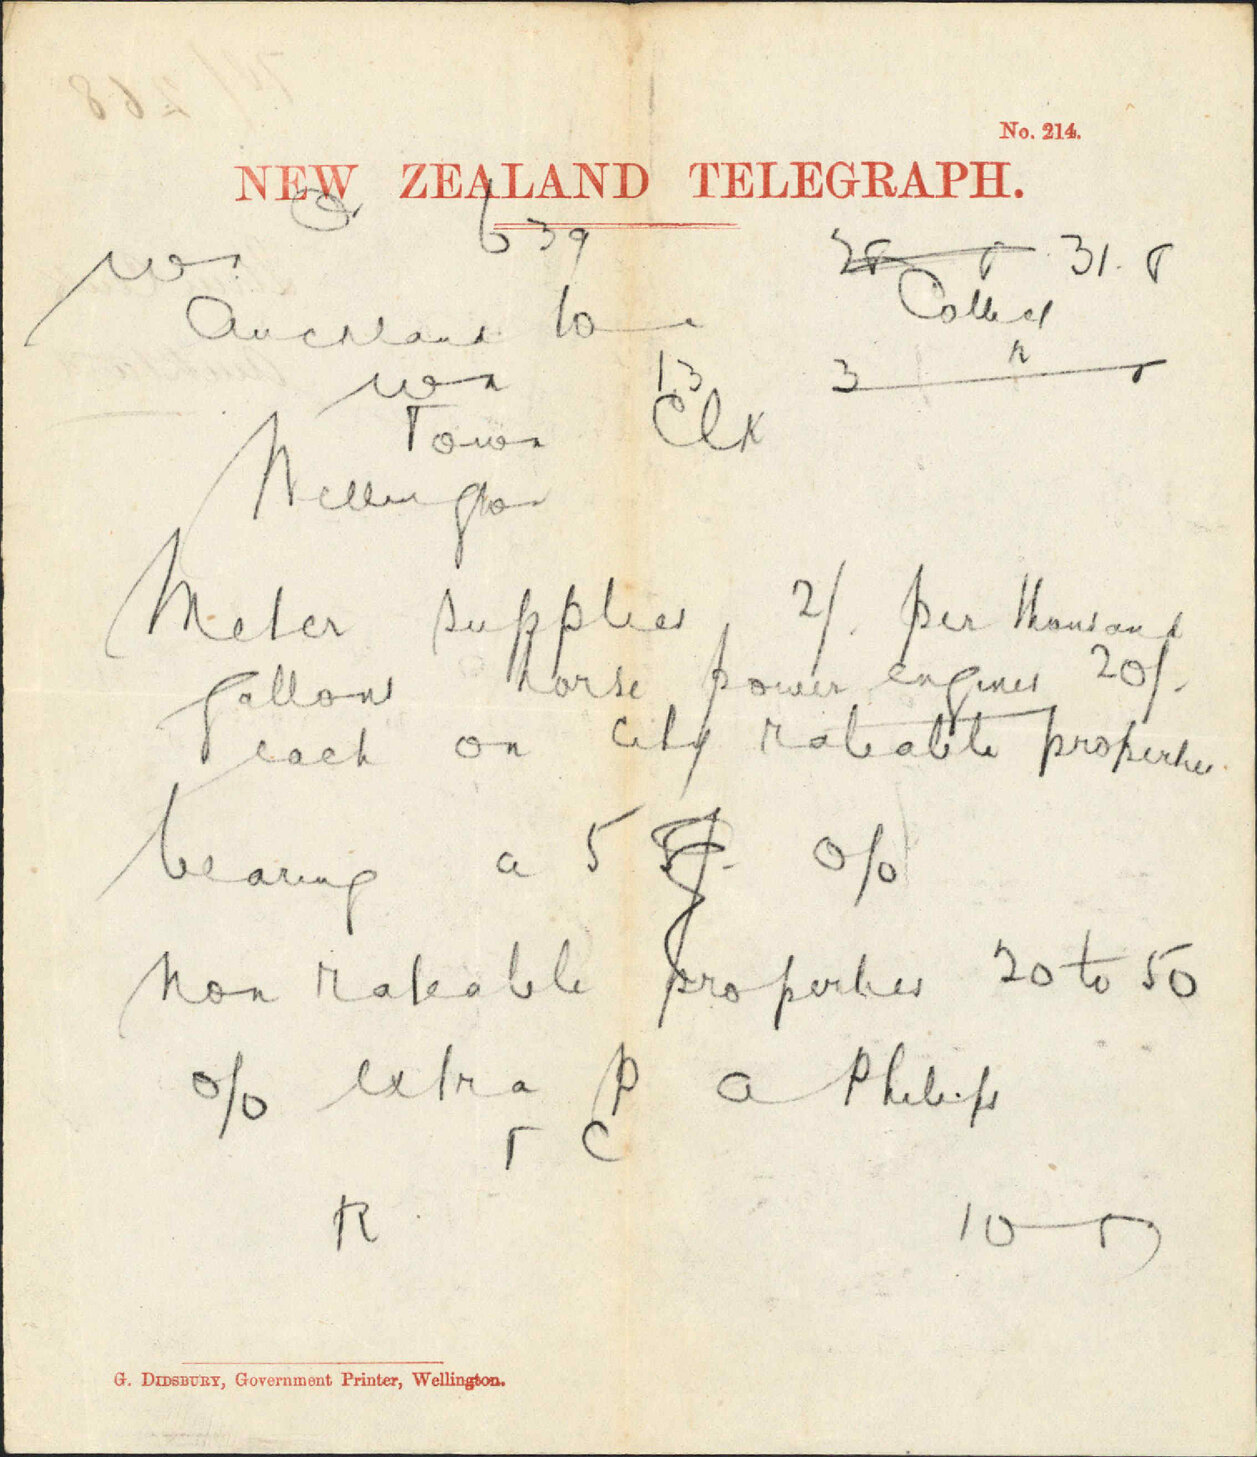 No. 214.
NEW ZEALAND TELEGRAPH.
639
31. 8
Auckland to Collect
13 3
Town Clk
Wellington
Meter supplies 2/. per thousand
gallons horse power engines 20/.
each on City rateable properties
bearing a 5 o/o
non rateable properties 20 to 50
o/o extra P a Philips
T C
R 10
G. DIDSBURY, Government Printer, Wellington.